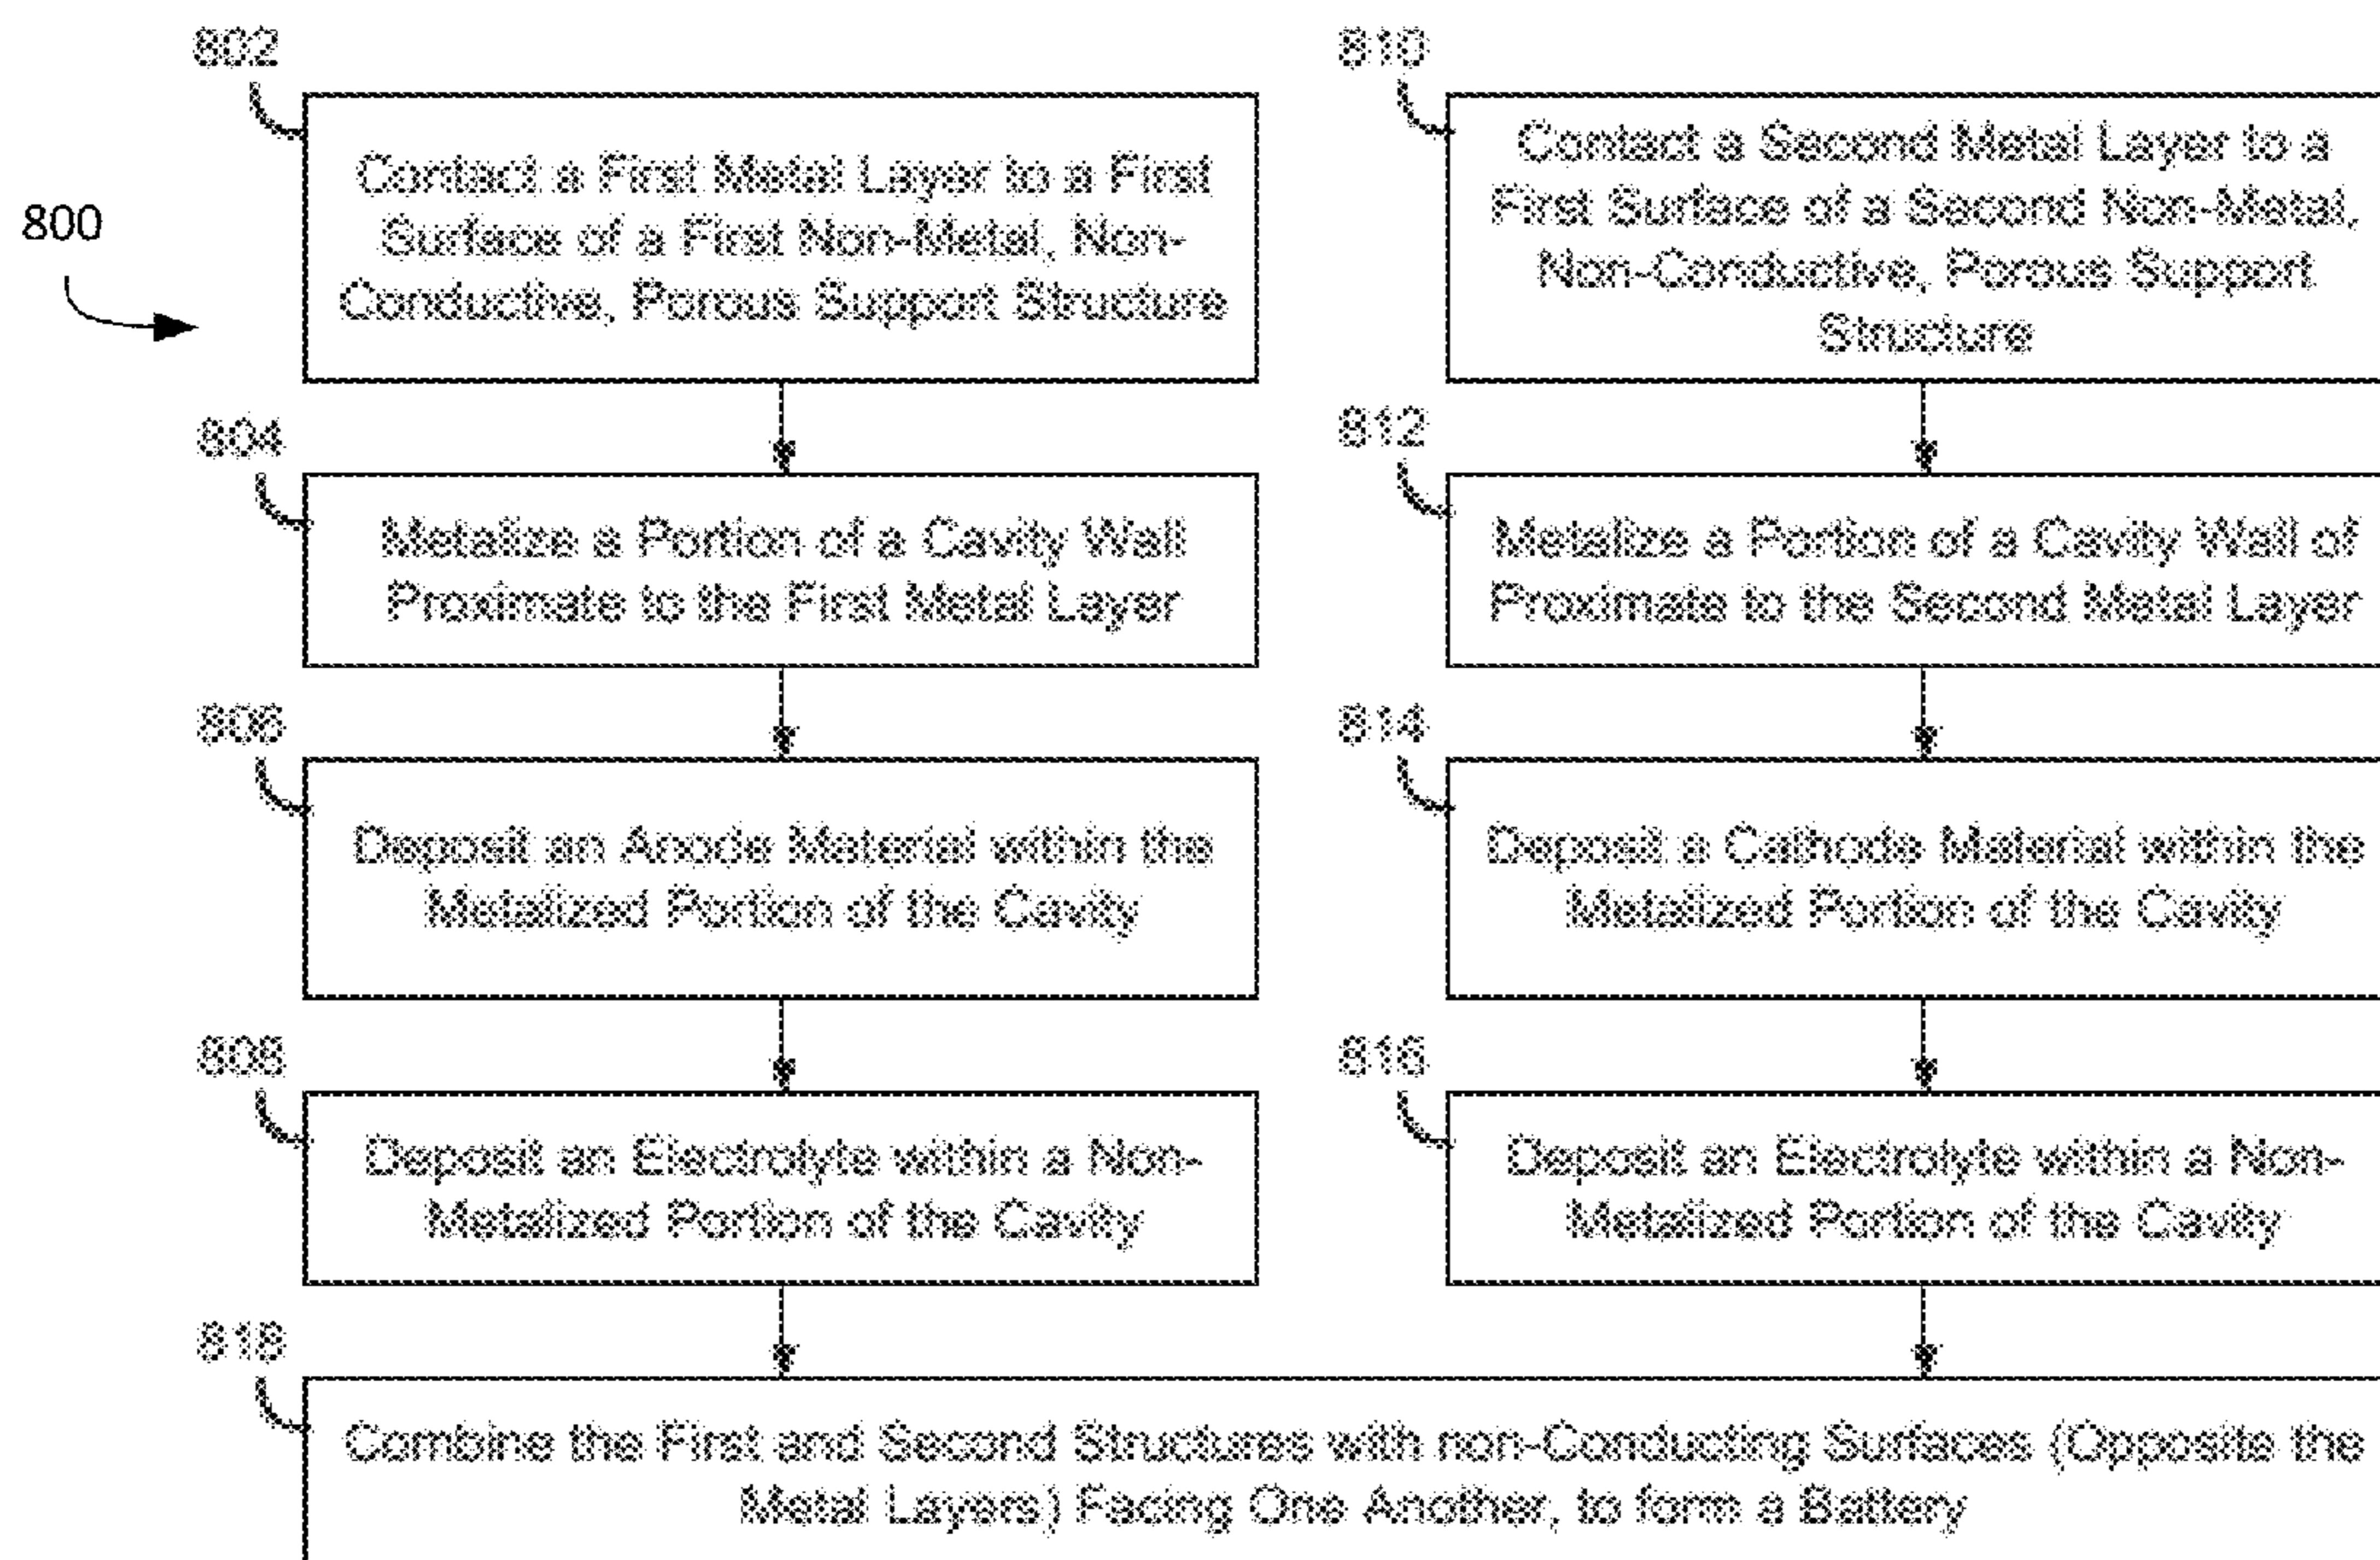 802
Contact a First Metal Layer to a First
Surface of a First Non-Metal, Non-
Conductive, Porous Support Structure
800
804
Metalize a Portion of a Cavity Wall
Proximate to the First Metal Layer
806
Deposit an Anode Material within the
Metalized Portion of the Cavity
808
Deposit an Electrolyte within a Non-
Metalized Portion of the Cavity
810
Contact a Second Metal Layer to a
First Surface of a Second Non-Metal,
Non-Conductive, Porous Support
Structure
812
Metalize a Portion of a Cavity Wall of
Proximate to the Second Metal Layer
814
Deposit a Cathode Material within the
Metalized Portion of the Cavity
816
Deposit an Electrolyte within a Non-
Metalized Portion of the Cavity
818
Combine the First and Second Structures with non-Conducting Surfaces (Opposite the
Metal Layers) Facing One Another, to form a Battery